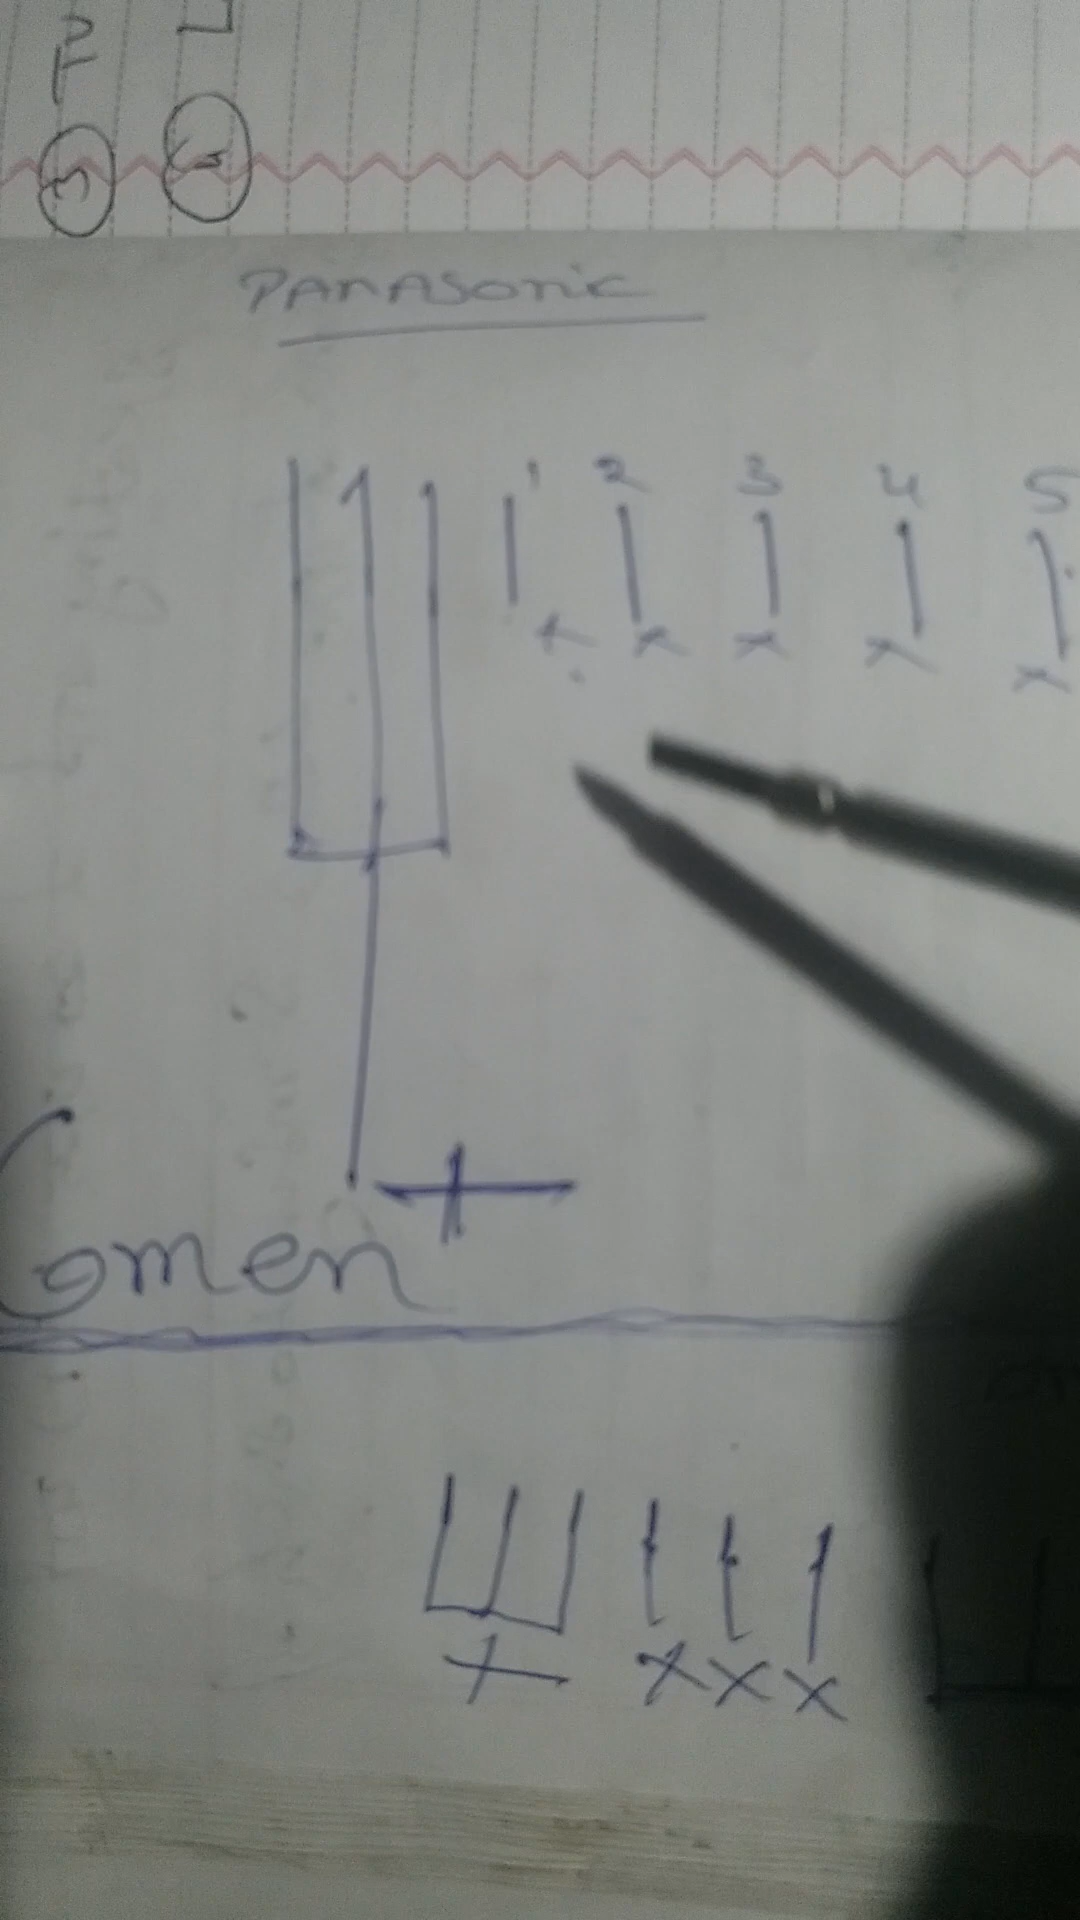 PANASonic
1 2 3 4 5
+ x x x x
+
Comen
+ x x x